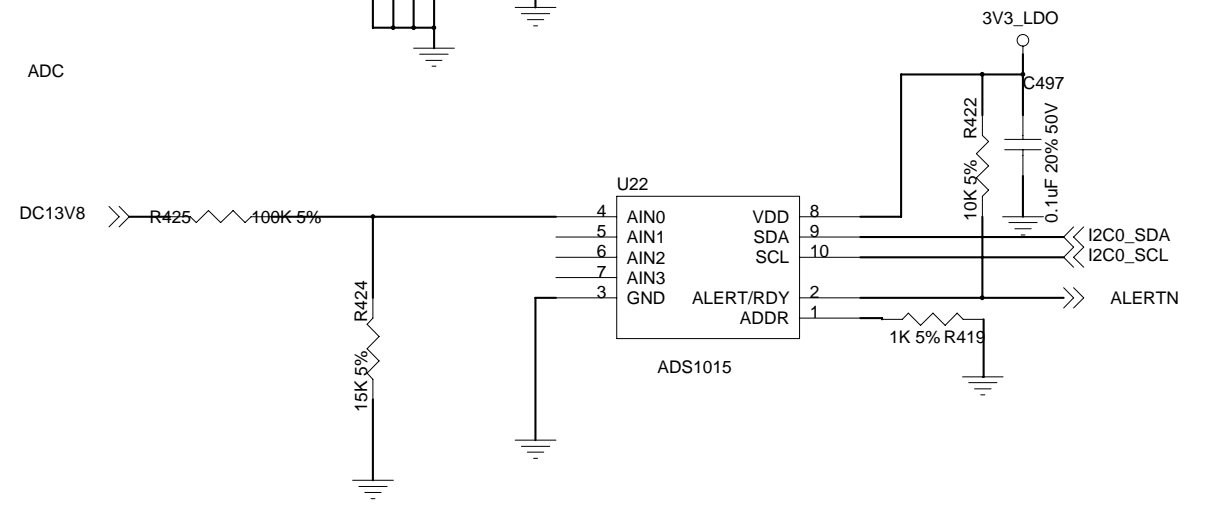 3V3_LDO
ADC
C497
R422
10K 5%
0.1uF 20% 50V
U22
DC13V8
R425
100K 5%
4 AIN0 VDD 8
5 AIN1 SDA 9
6 AIN2 SCL 10
7 AIN3
3 GND ALERT/RDY 2
ADDR 1
I2C0_SDA
I2C0_SCL
ALERTN
R424
15K 5%
1K 5% R419
ADS1015